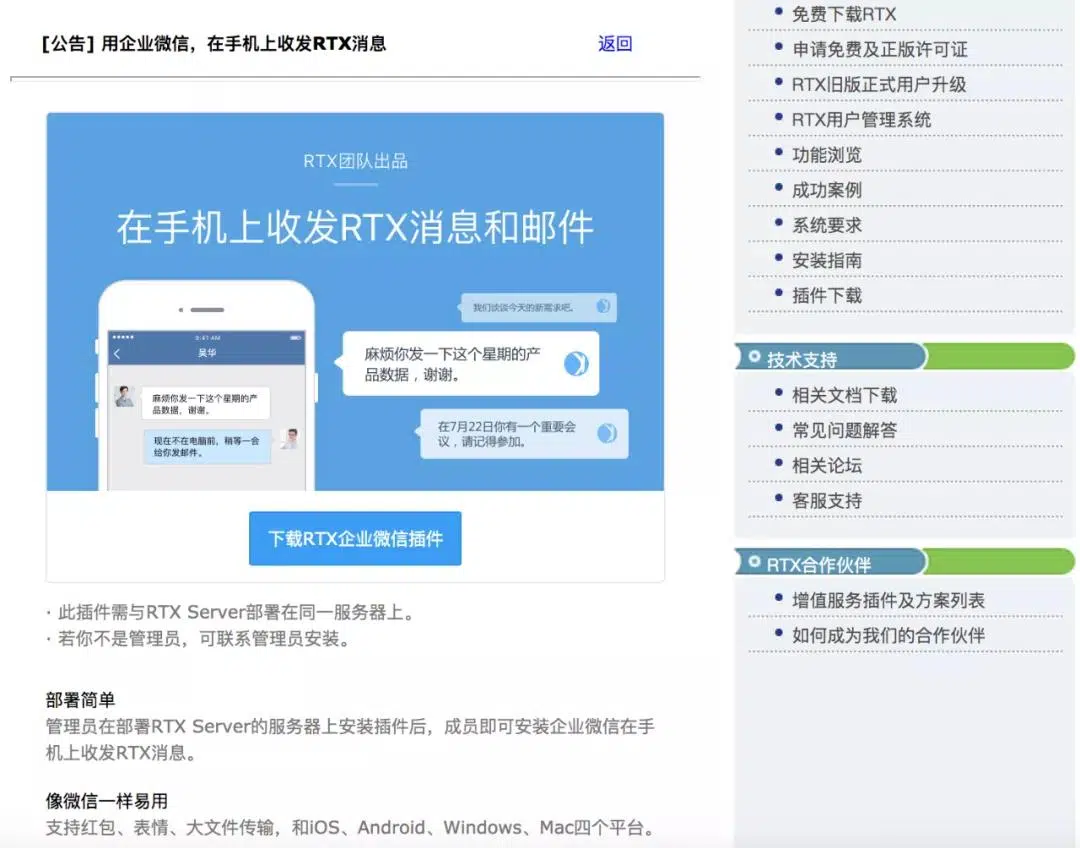 [公告] 用企业微信，在手机上收发RTX消息
返回
RTX团队出品
在手机上收发RTX消息和邮件
9:41 AM
吴华
麻烦你发一下这个星期的产
品数据，谢谢。
现在不在电脑前，稍等一会
给你发邮件。
我们谈谈今天的新需求吧。
麻烦你发一下这个星期的产
品数据，谢谢。
在7月22日你有一个重要会
议，请记得参加。
下载RTX企业微信插件
· 此插件需与RTX Server部署在同一服务器上。
· 若你不是管理员，可联系管理员安装。
部署简单
管理员在部署RTX Server的服务器上安装插件后，成员即可安装企业微信在手
机上收发RTX消息。
像微信一样易用
支持红包、表情、大文件传输，和iOS、Android、Windows、Mac四个平台。
免费下载RTX
申请免费及正版许可证
RTX旧版正式用户升级
RTX用户管理系统
功能浏览
成功案例
系统要求
安装指南
插件下载
技术支持
相关文档下载
常见问题解答
相关论坛
客服支持
RTX合作伙伴
增值服务插件及方案列表
如何成为我们的合作伙伴